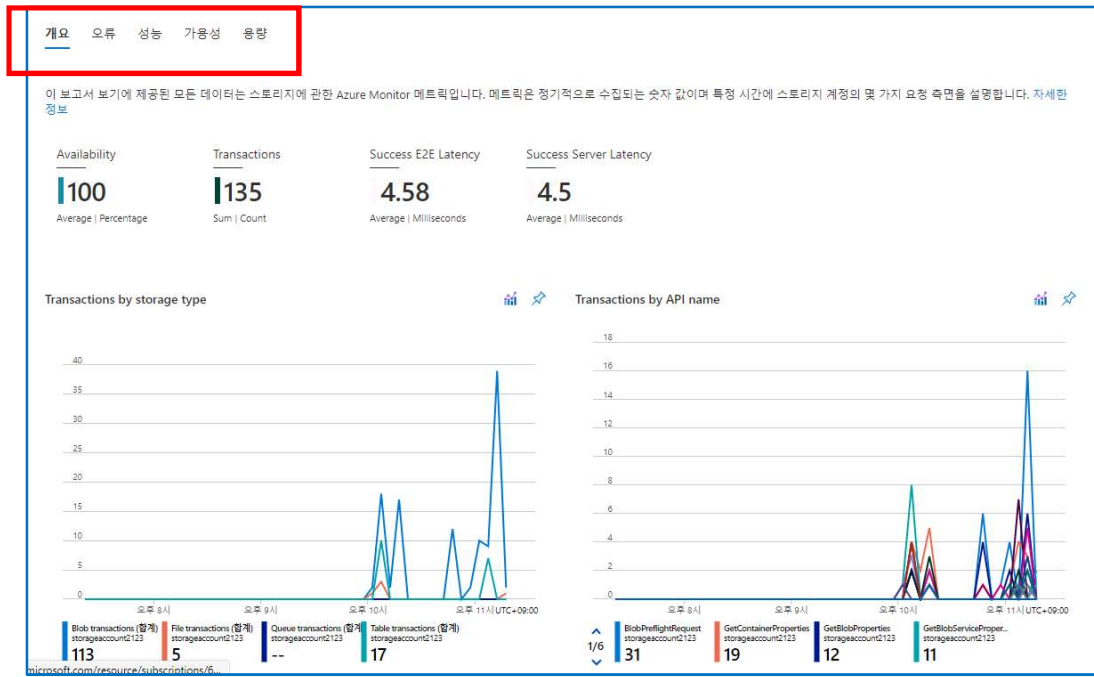 개요 오류 성능 가용성 용량
이 보고서 보기에 제공된 모든 데이터는 스토리지에 관한 Azure Monitor 메트릭입니다. 메트릭은 정기적으로 수집되는 숫자 값이며 특정 시간에 스토리지 계정의 몇 가지 요청 측면을 설명합니다. 자세한
정보
Availability Transactions Success E2E Latency Success Server Latency
100 135 4.58 4.5
Average | Percentage Sum | Count Average | Milliseconds Average | Milliseconds
Transactions by storage type
40
35
30
25
20
15
10
5
0
오후 8시 오후 9시 오후 10시 오후 11시 UTC+09:00
Blob transactions (합계) File transactions (합계) Queue transactions (합계 Table transactions (합계)
storageaccount2123 storageaccount2123 storageaccount2123 storageaccount2123
113 5 -- 17
microsoft.com/resource/subscriptions/6...
Transactions by API name
18
16
14
12
10
8
6
4
2
0
오후 8시 오후 9시 오후 10시 오후 11시 UTC+09:00
1/6
BlobPreflightRequest GetContainerProperties GetBlobProperties GetBlobServiceProper...
storageaccount2123 storageaccount2123 storageaccount2123 storageaccount2123
31 19 12 11